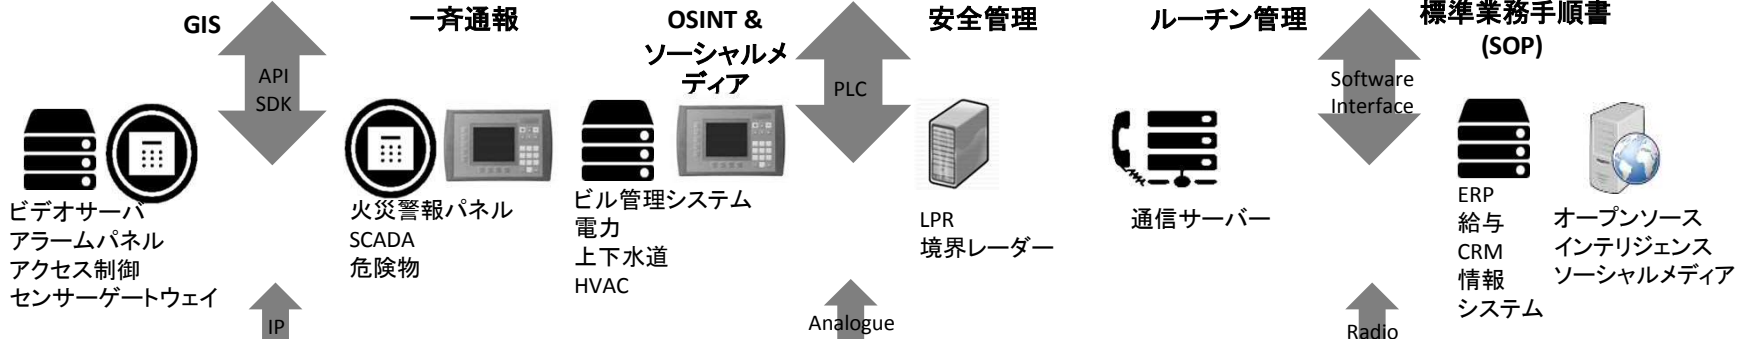 GIS
一斉通報
OSINT &
ソーシャルメ
ディア
安全管理
ルーチン管理
標準業務手順書
(SOP)
API
SDK
PLC
Software
Interface
ビデオサーバ
アラームパネル
アクセス制御
センサーゲートウェイ
火災警報パネル
SCADA
危険物
ビル管理システム
電力
上下水道
HVAC
LPR
境界レーダー
通信サーバー
ERP
給与
CRM
情報
システム
オープンソース
インテリジェンス
ソーシャルメディア
IP
Analogue
Radio